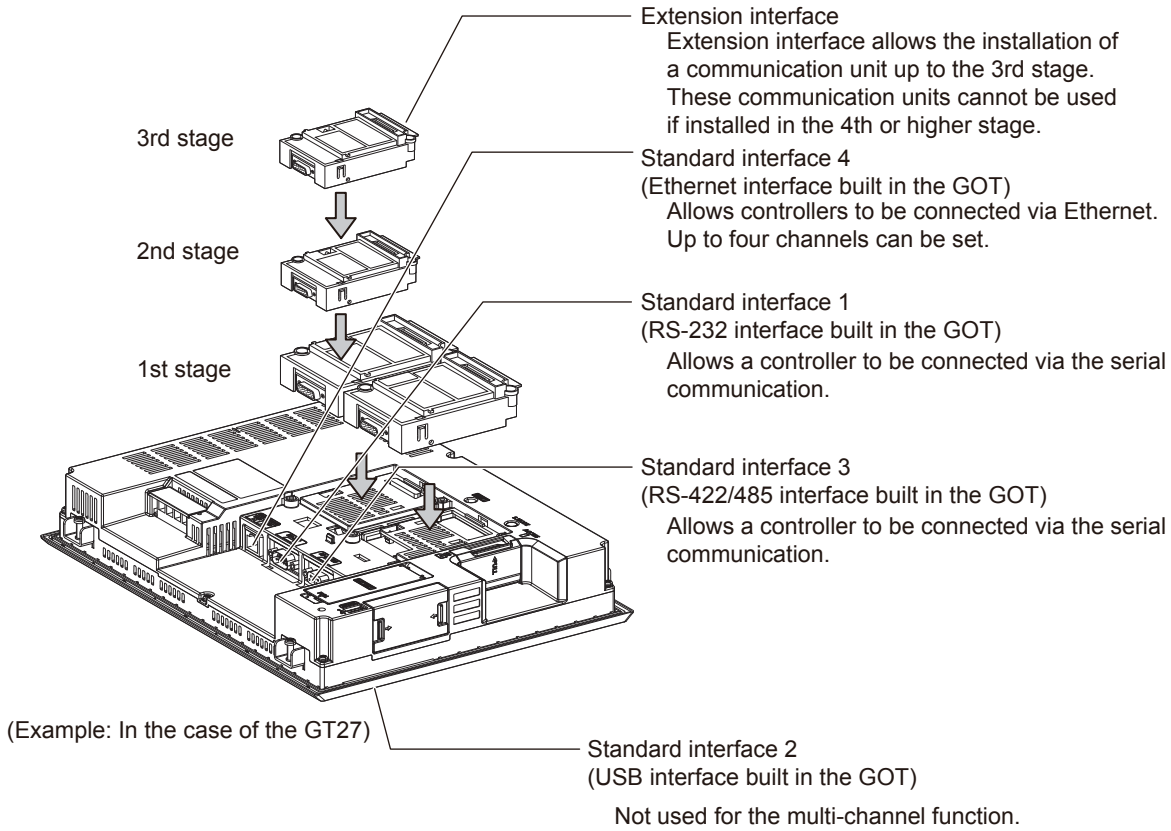 Extension interface
Extension interface allows the installation of
a communication unit up to the 3rd stage.
These communication units cannot be used
if installed in the 4th or higher stage.
3rd stage
Standard interface 4
(Ethernet interface built in the GOT)
Allows controllers to be connected via Ethernet.
Up to four channels can be set.
2nd stage
Standard interface 1
(RS-232 interface built in the GOT)
Allows a controller to be connected via the serial
communication.
1st stage
Standard interface 3
(RS-422/485 interface built in the GOT)
Allows a controller to be connected via the serial
communication.
(Example: In the case of the GT27)
Standard interface 2
(USB interface built in the GOT)
Not used for the multi-channel function.